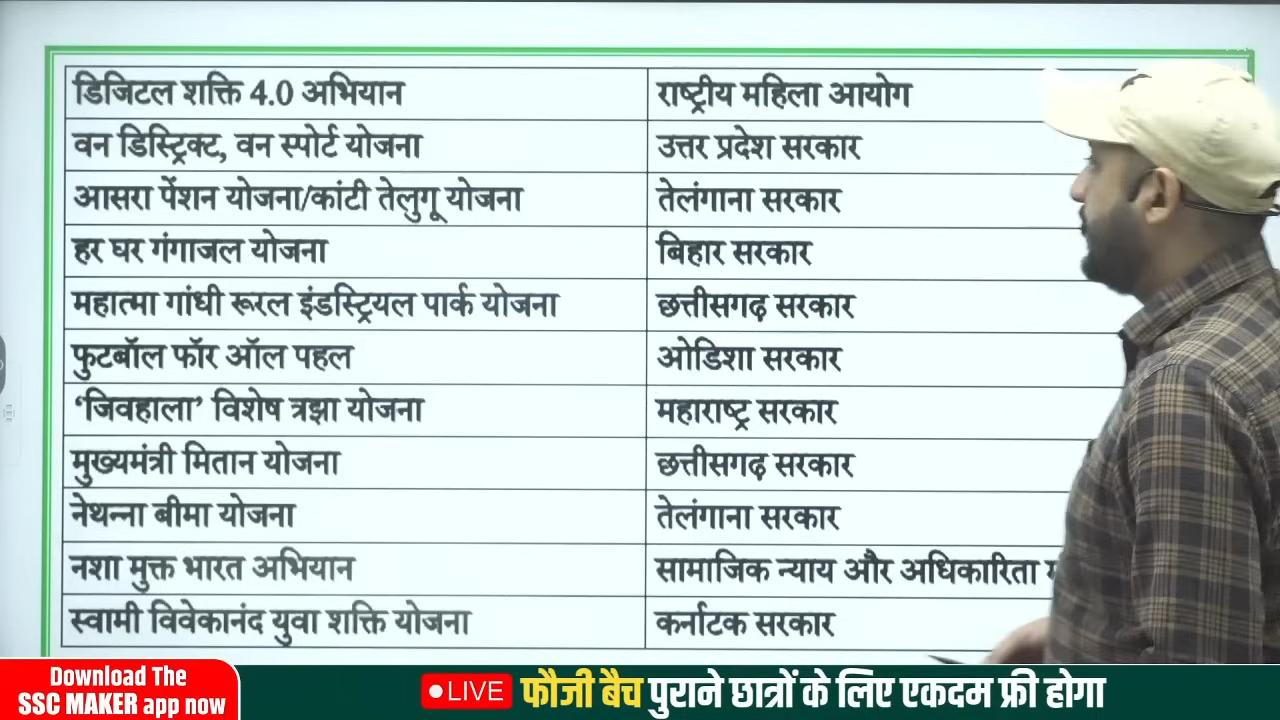 डिजिटल शक्ति 4.0 अभियान राष्ट्रीय महिला आयोग
वन डिस्ट्रिक्ट, वन स्पोर्ट योजना उत्तर प्रदेश सरकार
आसरा पेंशन योजना/कांटी तेलुगू योजना तेलंगाना सरकार
हर घर गंगाजल योजना बिहार सरकार
महात्मा गांधी रूरल इंडस्ट्रियल पार्क योजना छत्तीसगढ़ सरकार
फुटबॉल फॉर ऑल पहल ओडिशा सरकार
‘जिवहाला’ विशेष त्रझा योजना महाराष्ट्र सरकार
मुख्यमंत्री मितान योजना छत्तीसगढ़ सरकार
नेथन्ना बीमा योजना तेलंगाना सरकार
नशा मुक्त भारत अभियान सामाजिक न्याय और अधिकारिता
स्वामी विवेकानंद युवा शक्ति योजना कर्नाटक सरकार
Download The
SSC MAKER app now
LIVE फौजी बैच पुराने छात्रों के लिए एकदम फ्री होगा